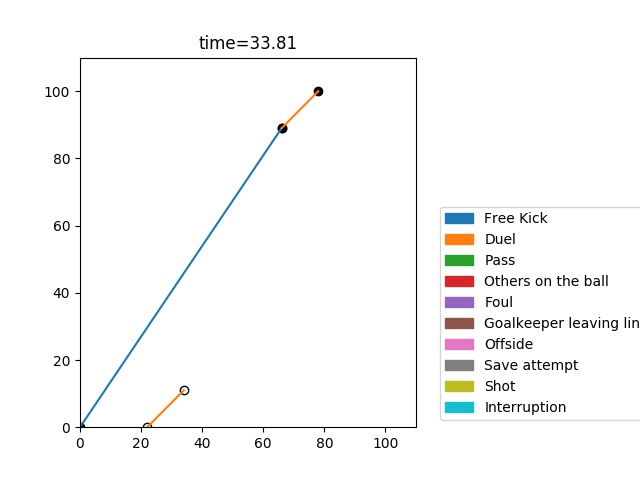 time=33.81
100
80
60
40
20
0
0 20 40 60 80 100
Free Kick
Duel
Pass
Others on the ball
Foul
Goalkeeper leaving lin
Offside
Save attempt
Shot
Interruption